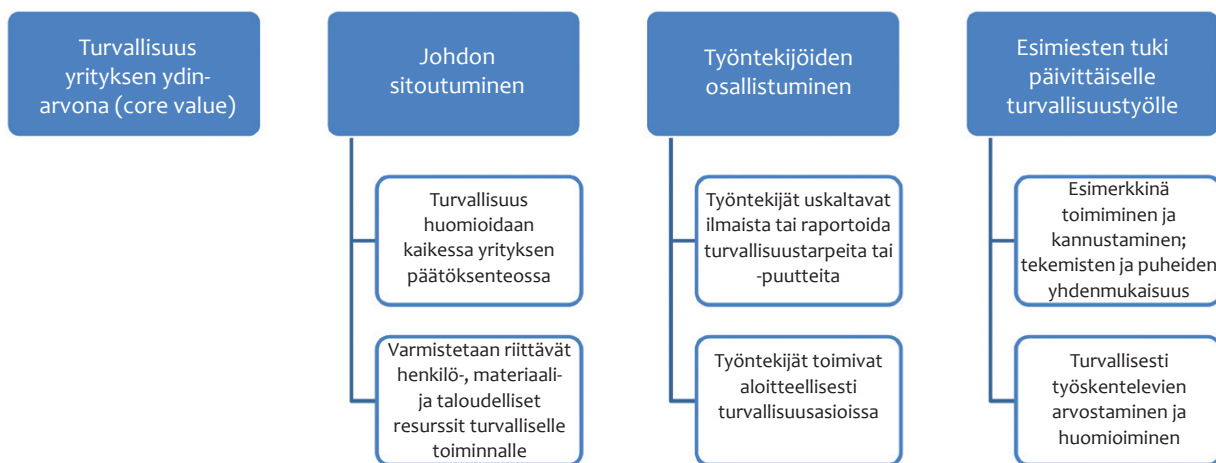 Turvallisuus
yrityksen ydin-
arvona (core value)
Johdon
sitoutuminen
Turvallisuus
huomioidaan
kaikessa yrityksen
päätöksenteossa
Varmistetaan riittävät
henkilö-, materiaali-
ja taloudelliset
resurssit turvalliselle
toiminnalle
Työntekijöiden
osallistuminen
Työntekijät uskaltavat
ilmaista tai raportoida
turvallisuustarpeita tai
-puutteita
Työntekijät toimivat
aloitteellisesti
turvallisuusasioissa
Esimiesten tuki
päivittäiselle
turvallisuustyölle
Esimerkkinä
toimiminen ja
kannustaminen;
tekemisten ja puheiden
yhdenmukaisuus
Turvallisesti
työskentelevien
arvostaminen ja
huomioiminen